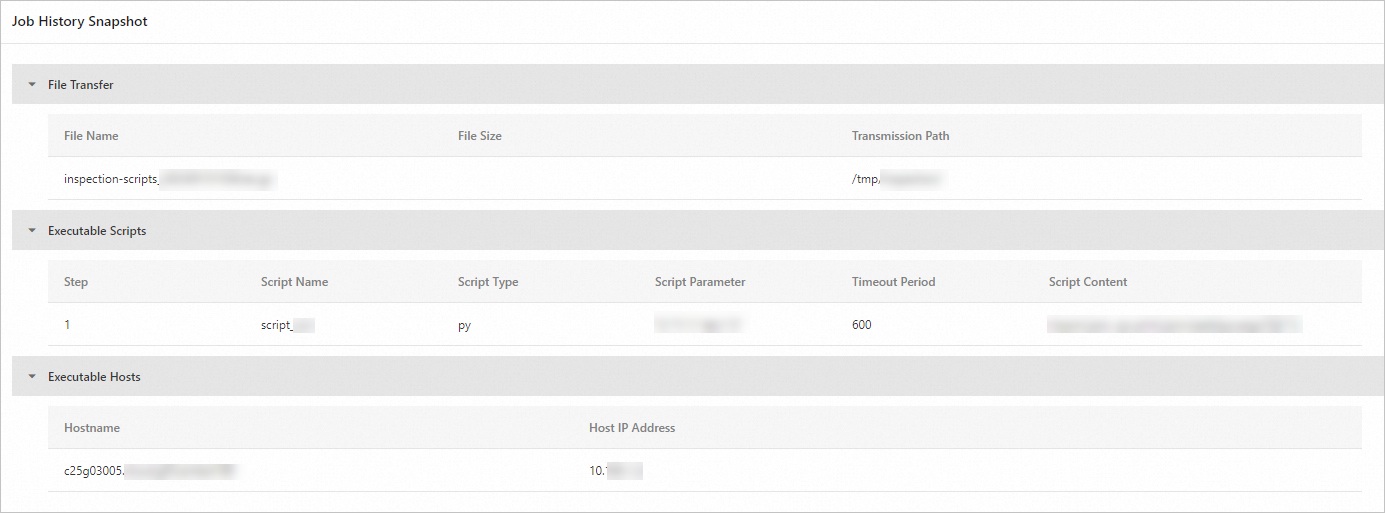 Job History Snapshot
File Transfer
File Name File Size Transmission Path
inspection-scripts_ /tmp/
Executable Scripts
Step Script Name Script Type Script Parameter Timeout Period Script Content
1 script_ py 600
Executable Hosts
Hostname Host IP Address
c25g03005. 10.